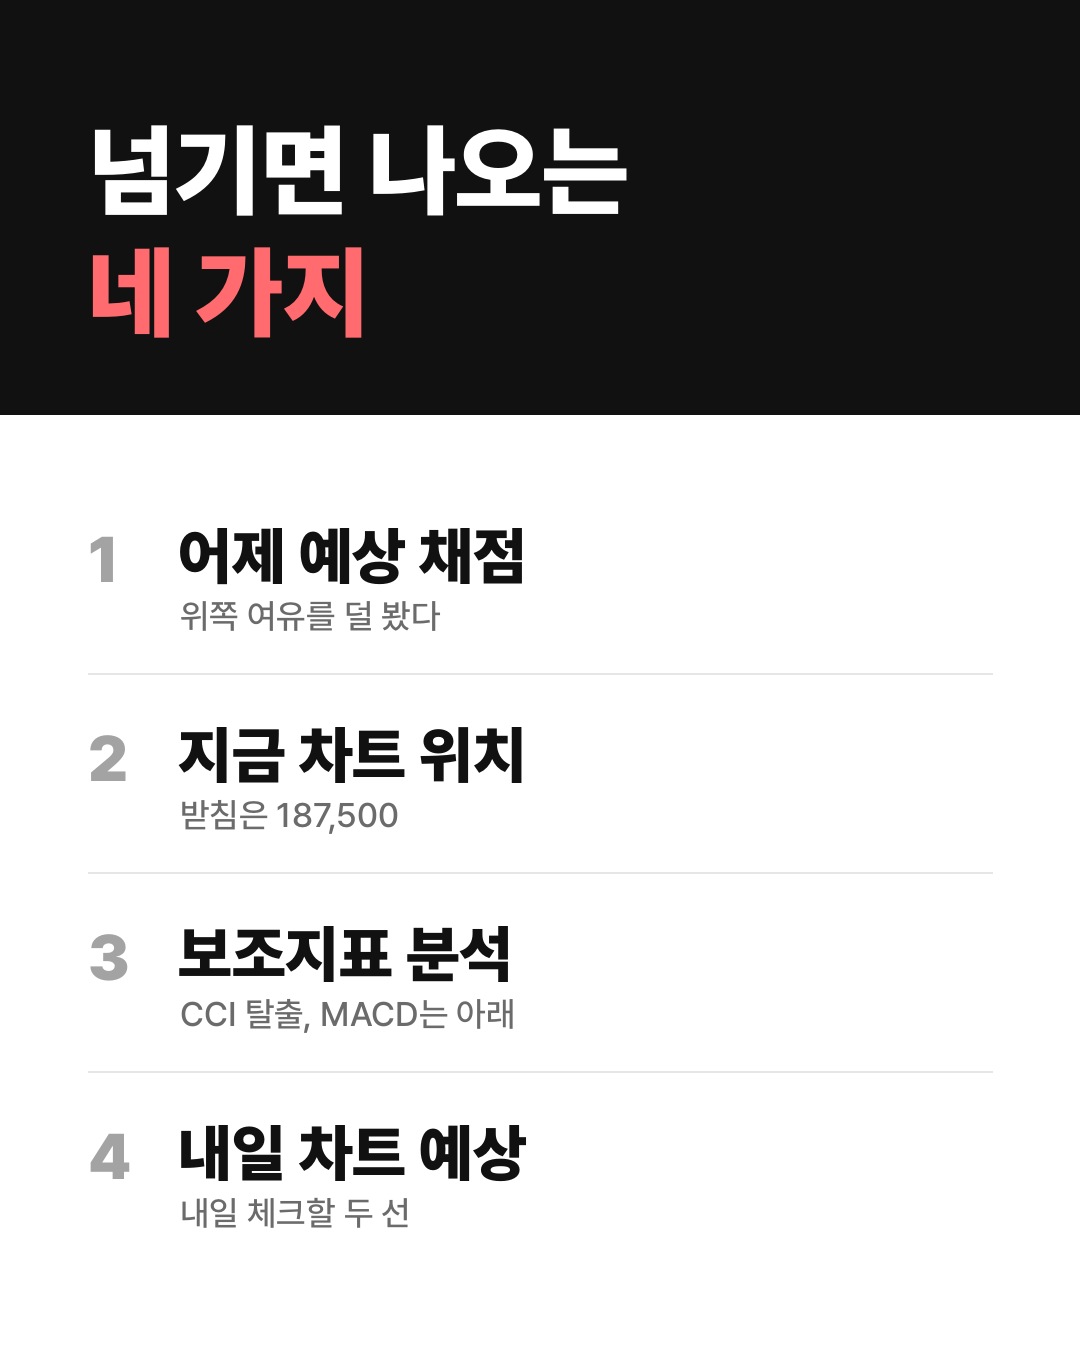 넘기면 나오는
네 가지
1 어제 예상 채점
위쪽 여유를 덜 봤다
2 지금 차트 위치
받침은 187,500
3 보조지표 분석
CCI 탈출, MACD는 아래
4 내일 차트 예상
내일 체크할 두 선